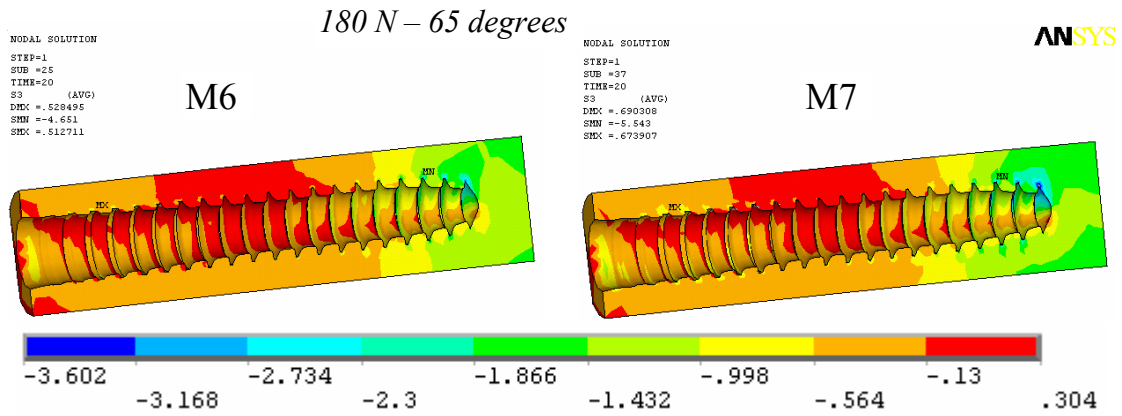 180 N – 65 degrees
NODAL SOLUTION
STEP=1
SUB =25
TIME=20
S3 (AVG)
DMX =.528495
SMN =-4.651
SMX =.512711
M6
MX
MN
NODAL SOLUTION
STEP=1
SUB =37
TIME=20
S3 (AVG)
DMX =.690308
SMN =-5.543
SMX =.673907
M7
ANSYS
MX
MN
-3.602 -2.734 -1.866 -.998 -.13
-3.168 -2.3 -1.432 -.564 .304